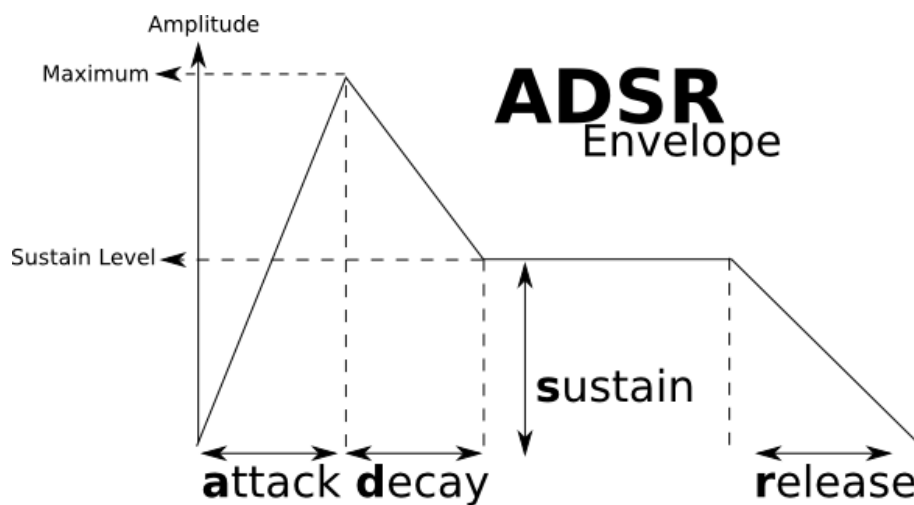 Amplitude
Maximum
ADSR
Envelope
Sustain Level
sustain
attack decay release